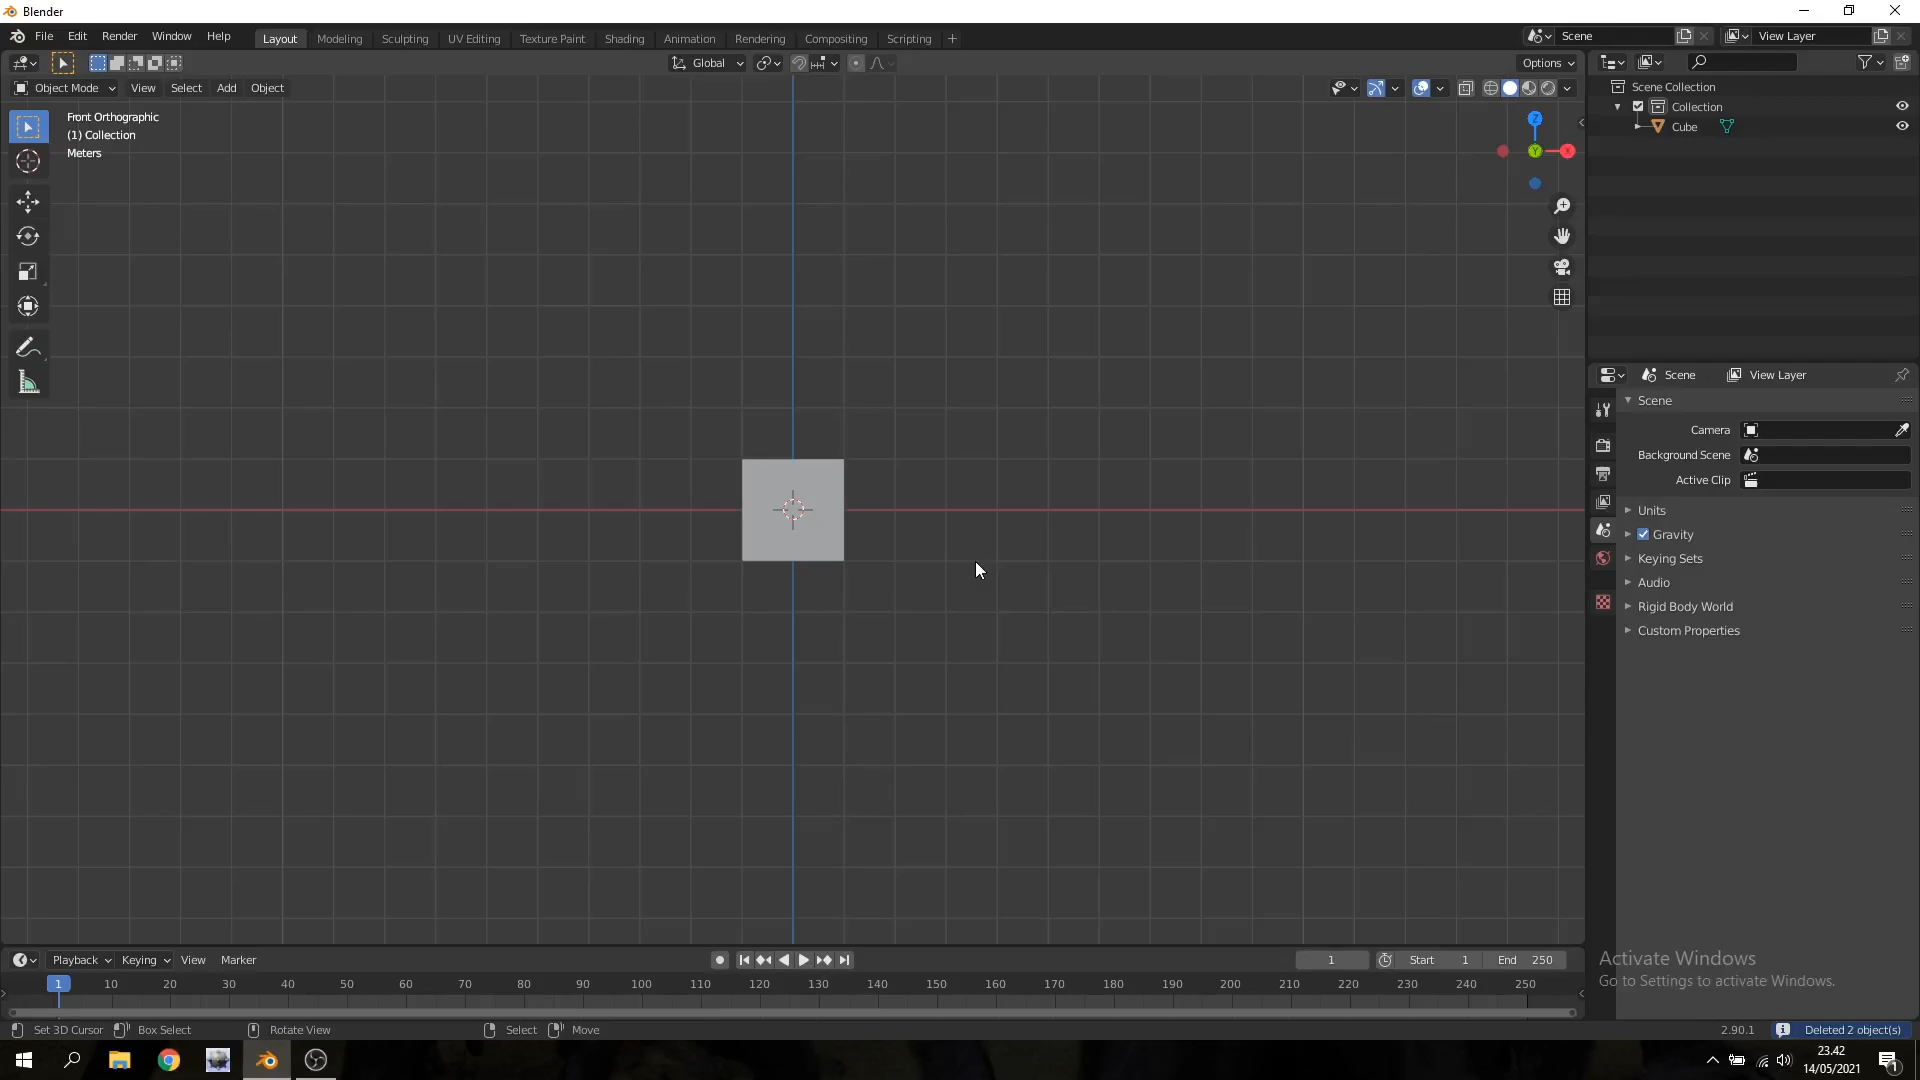 Blender
File Edit Render Window Help Layout Modeling Sculpting UV Editing Texture Paint Shading Animation Rendering Compositing Scripting + Scene View Layer
Global Options
Object Mode View Select Add Object
Front Orthographic
(1) Collection
Meters
Z
Y
X
Scene Collection
Collection
Cube
Scene View Layer
Scene
Camera
Background Scene
Active Clip
Units
Gravity
Keying Sets
Audio
Rigid Body World
Custom Properties
Activate Windows
Go to Settings to activate Windows.
Playback Keying View Marker 1 Start 1 End 250
1 10 20 30 40 50 60 70 80 90 100 110 120 130 140 150 160 170 180 190 200 210 220 230 240 250
Set 3D Cursor Box Select Rotate View Select Move 2.90.1 Deleted 2 object(s)
23.42
14/05/2021
1